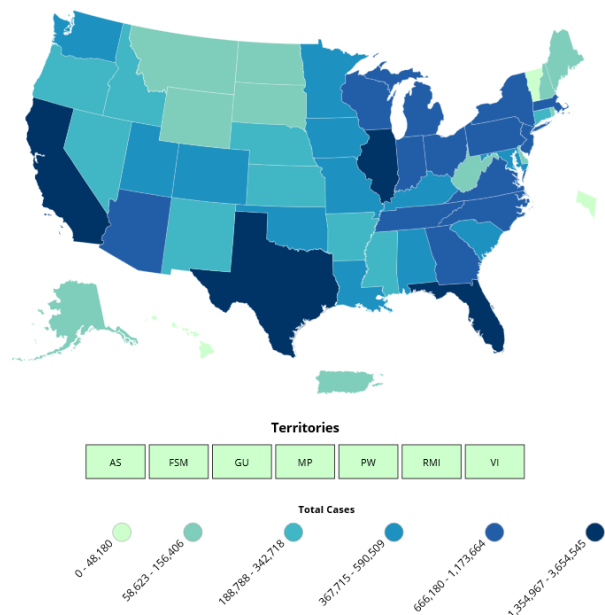 Territories
AS FSM GU MP PW RMI VI
Total Cases
0 - 48,180
58,623 - 156,406
188,788 - 342,718
367,715 - 590,509
666,180 - 1,173,664
1,354,967 - 3,654,545